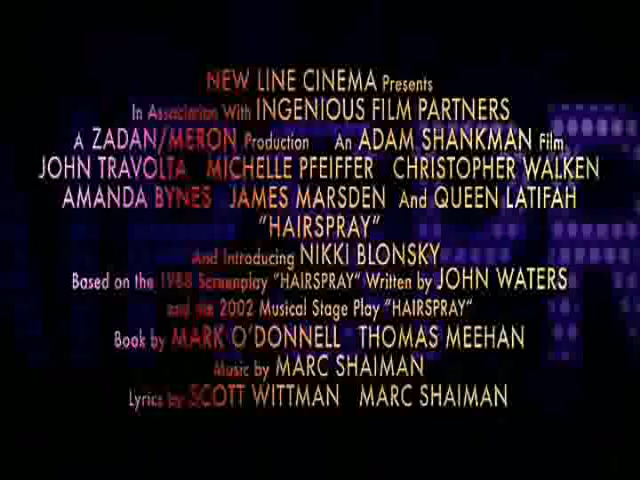 NEW LINE CINEMA Presents
In Association With INGENIOUS FILM PARTNERS
A ZADAN/MERON Production An ADAM SHANKMAN Film
JOHN TRAVOLTA MICHELLE PFEIFFER CHRISTOPHER WALKEN
AMANDA BYNES JAMES MARSDEN And QUEEN LATIFAH
"HAIRSPRAY"
And Introducing NIKKI BLONSKY
Based on the 1988 Screenplay "HAIRSPRAY" Written by JOHN WATERS
and the 2002 Musical Stage Play "HAIRSPRAY"
Book by MARK O'DONNELL THOMAS MEEHAN
Music by MARC SHAIMAN
Lyrics by SCOTT WITTMAN MARC SHAIMAN